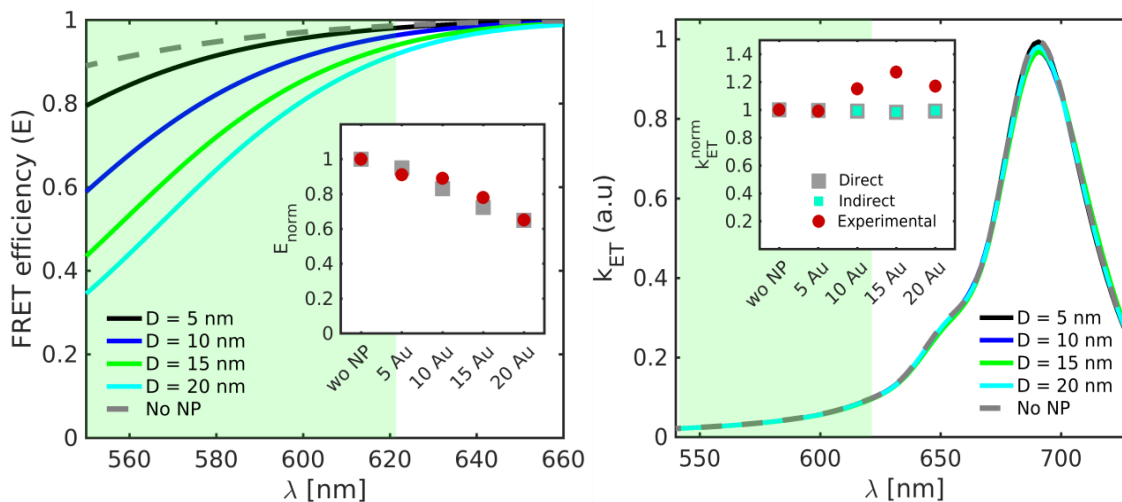 FRET efficiency (E)
1
0.8
0.6
0.4
0.2
0
560
580
600
620
640
660
λ [nm]
D = 5 nm
D = 10 nm
D = 15 nm
D = 20 nm
No NP
E_norm
1
0.8
0.6
0.4
0.2
0
wo NP
5 Au
10 Au
15 Au
20 Au
k_ET (a.u)
1
0.8
0.6
0.4
0.2
0
550
600
650
700
λ [nm]
D = 5 nm
D = 10 nm
D = 15 nm
D = 20 nm
No NP
k_ET^norm
1.4
1.2
1.0
0.8
0.6
0.4
0.2
Direct
Indirect
Experimental
wo NP
5 Au
10 Au
15 Au
20 Au